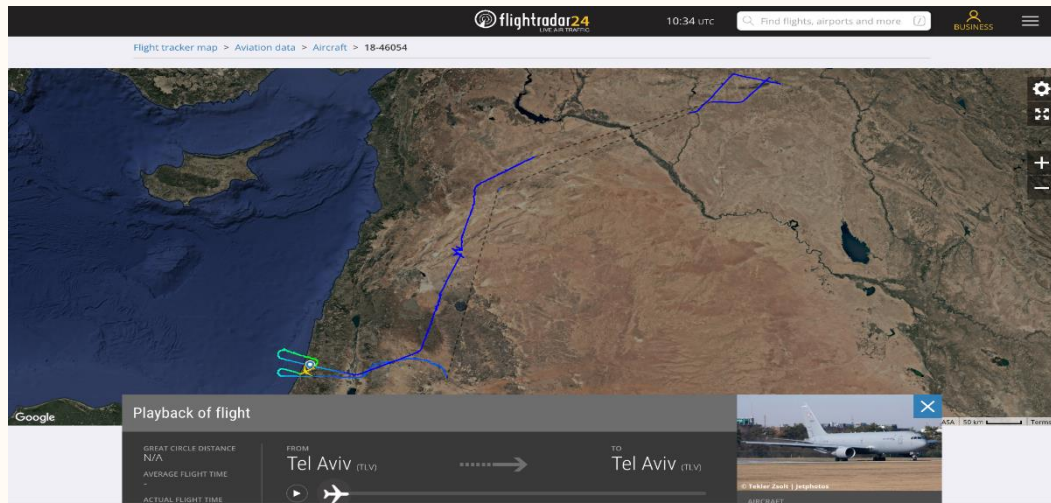 flightradar24
LIVE AIR TRAFFIC
10:34 UTC
Find flights, airports and more
BUSINESS
Flight tracker map > Aviation data > Aircraft > 18-46054
Google
50 km
Terms
Playback of flight
GREAT CIRCLE DISTANCE
N/A
AVERAGE FLIGHT TIME
-
ACTUAL FLIGHT TIME
FROM
Tel Aviv (TLV)
TO
Tel Aviv (TLV)
© Tekler Zsolt | Jetphotos
AIRCRAFT